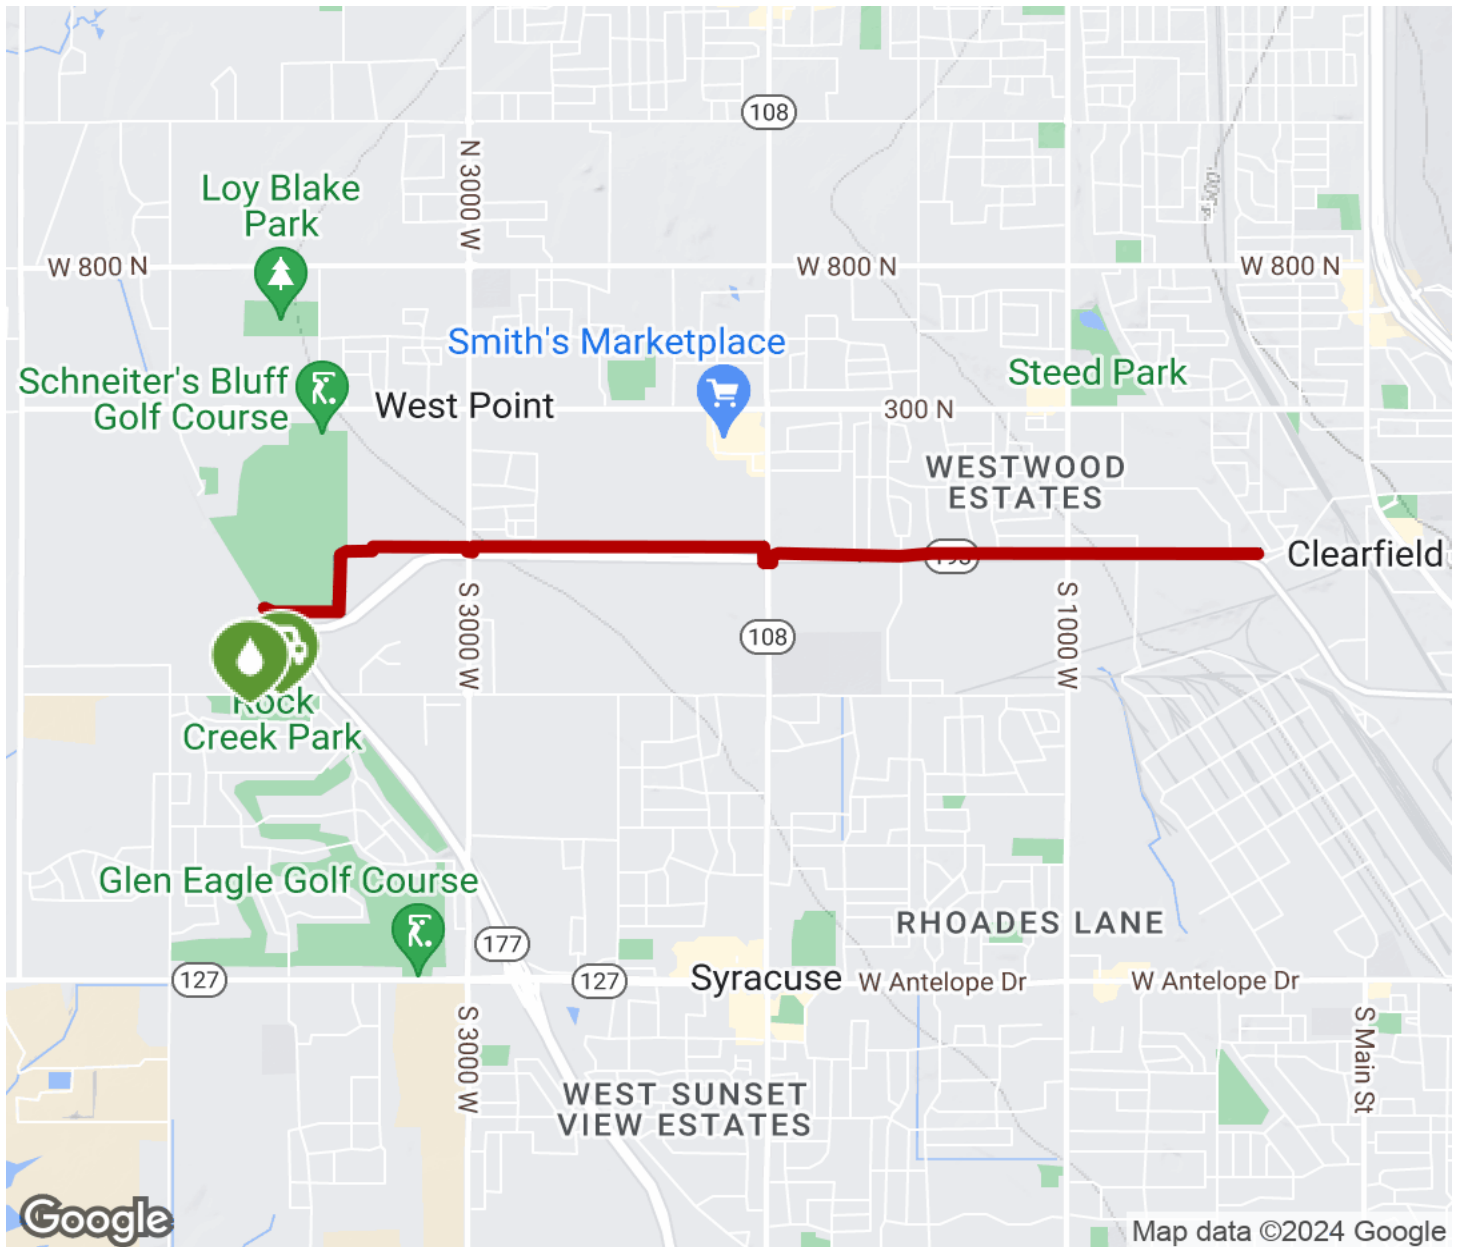 108
N 3000 W
Loy Blake
Park
W 800 N
W 800 N
W 800 N
Smith's Marketplace
Schneiter's Bluff
Golf Course
West Point
Steed Park
300 N
WESTWOOD
ESTATES
Clearfield
S 3000 W
108
S 1000 W
Rock
Creek Park
Glen Eagle Golf Course
RHOADES LANE
177
127
127
Syracuse
W Antelope Dr
W Antelope Dr
S 3000 W
S Main St
WEST SUNSET
VIEW ESTATES
Google
Map data ©2024 Google